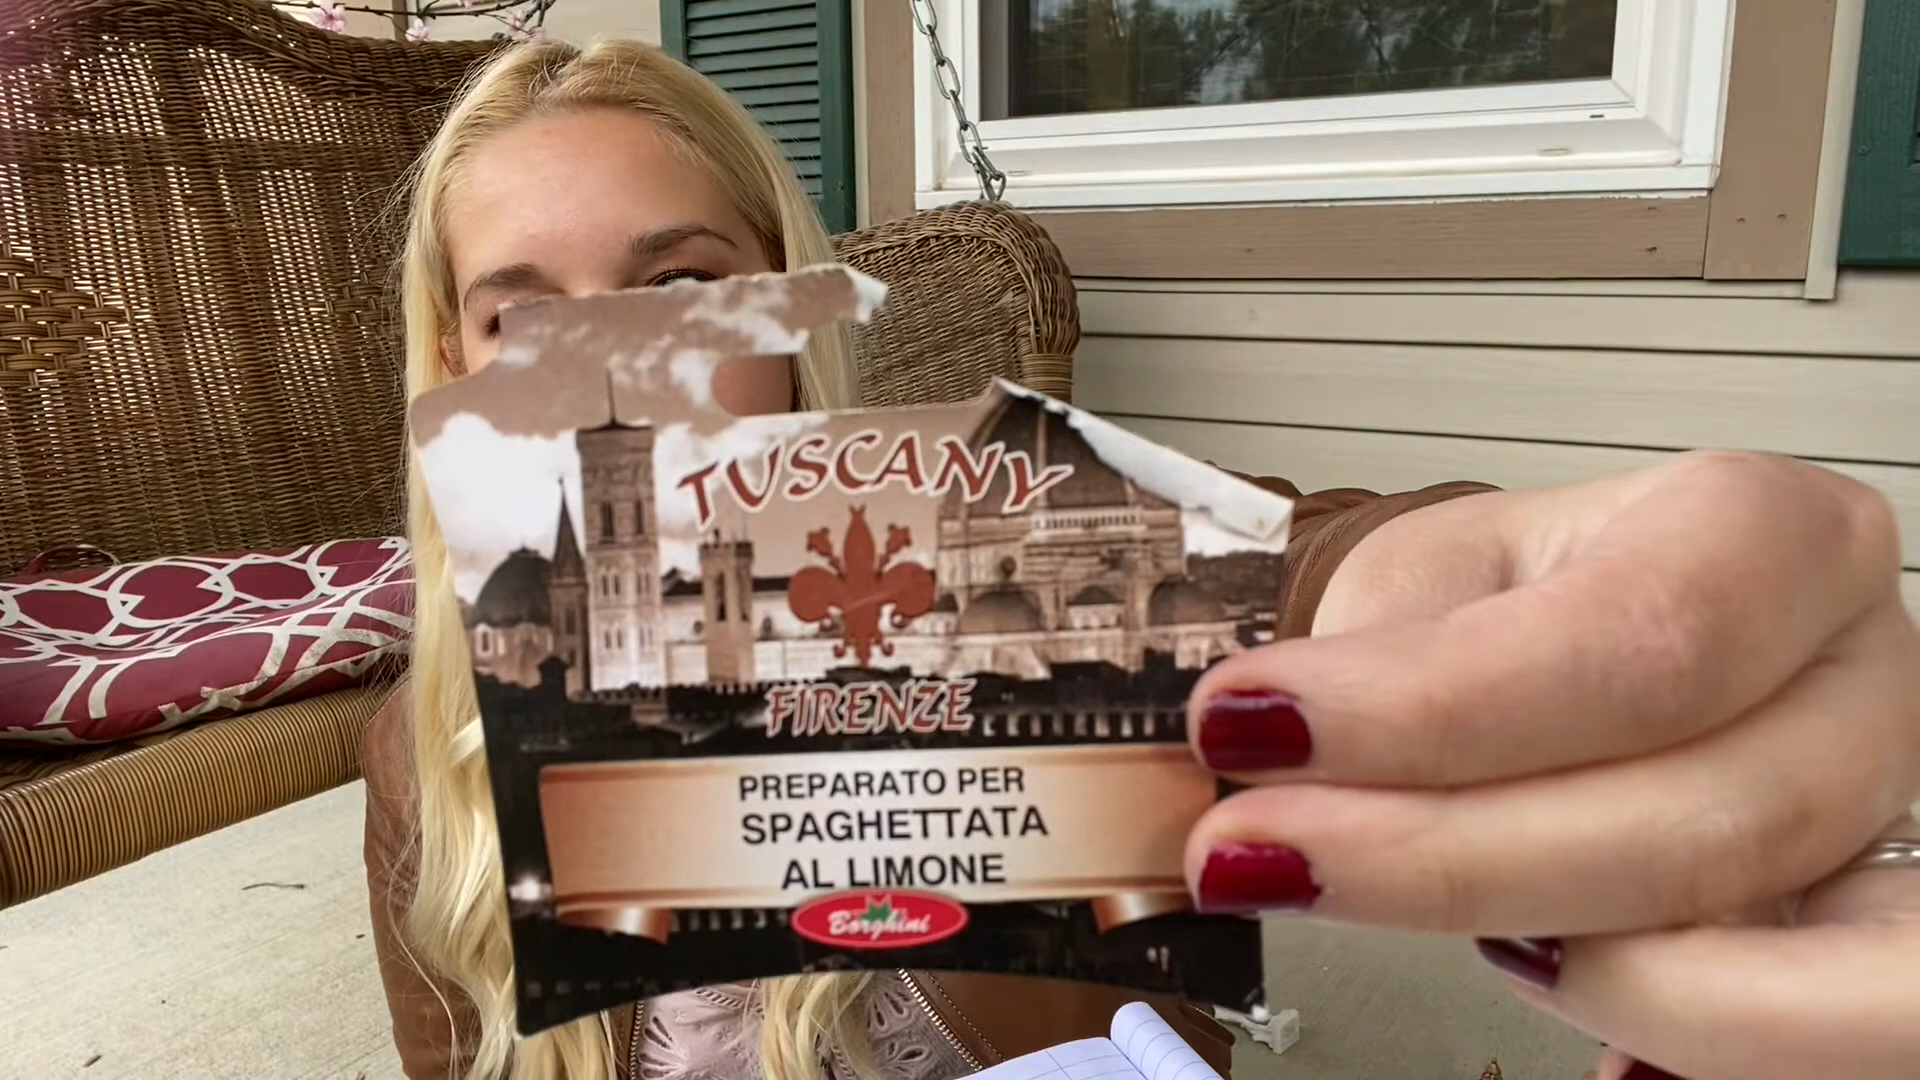 TUSCANY
FIRENZE
PREPARATO PER
SPAGHETTATA
AL LIMONE
Borghini